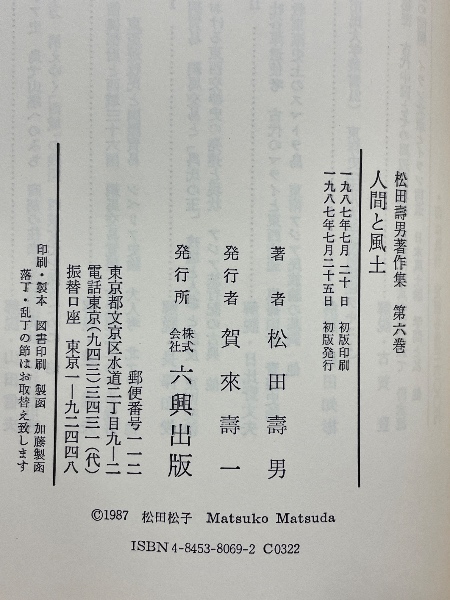 松田壽男著作集 第六巻
人間と風土
一九八七年七月二十日 初版印刷
一九八七年七月二十五日 初版発行
著者 松田壽男
発行者 賀來壽一
発行所 株式会社 六興出版
郵便番号一一二
東京都文京区水道二丁目九-二
電話東京(九四三)三四三一(代)
振替口座 東京一-九二四四八
印刷・製本 図書印刷 製函 加藤製函
落丁・乱丁の節はお取替え致します
©1987 松田松子 Matsuko Matsuda
ISBN4-8453-8069-2 C0322